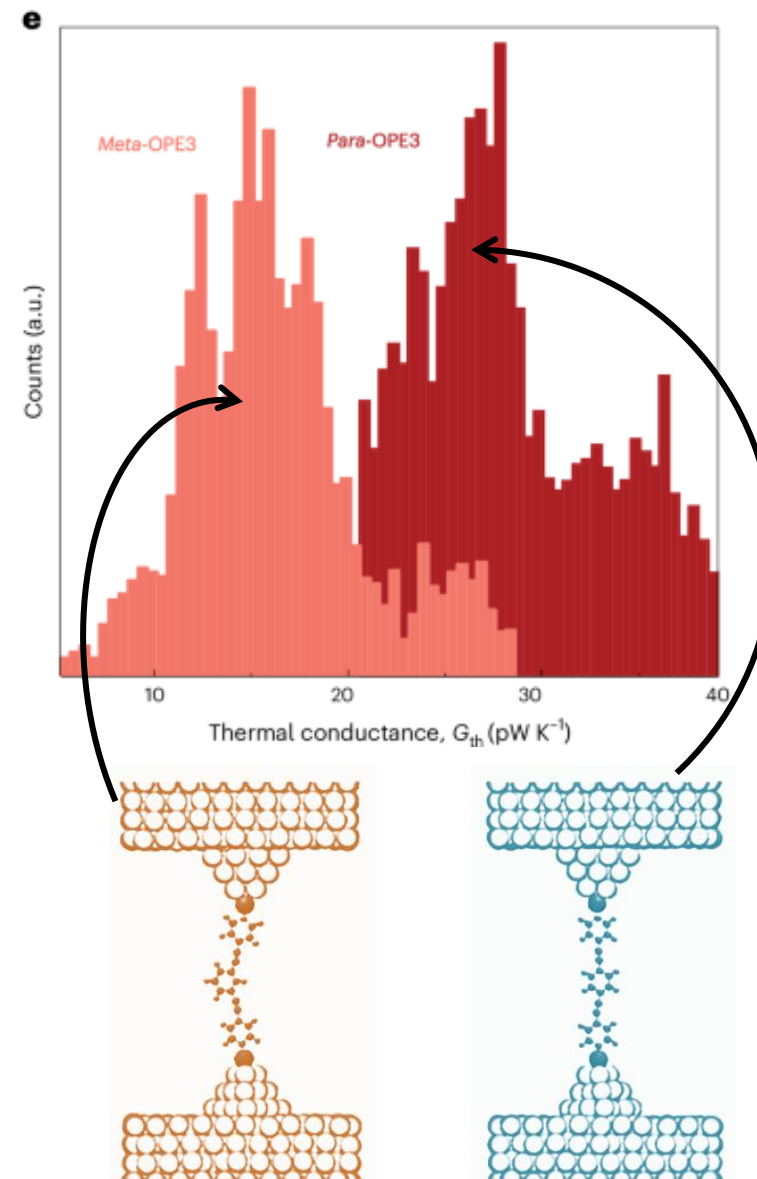 e
Meta-OPE3
Para-OPE3
Counts (a.u.)
10 20 30 40
Thermal conductance, Gth (pW K−1)